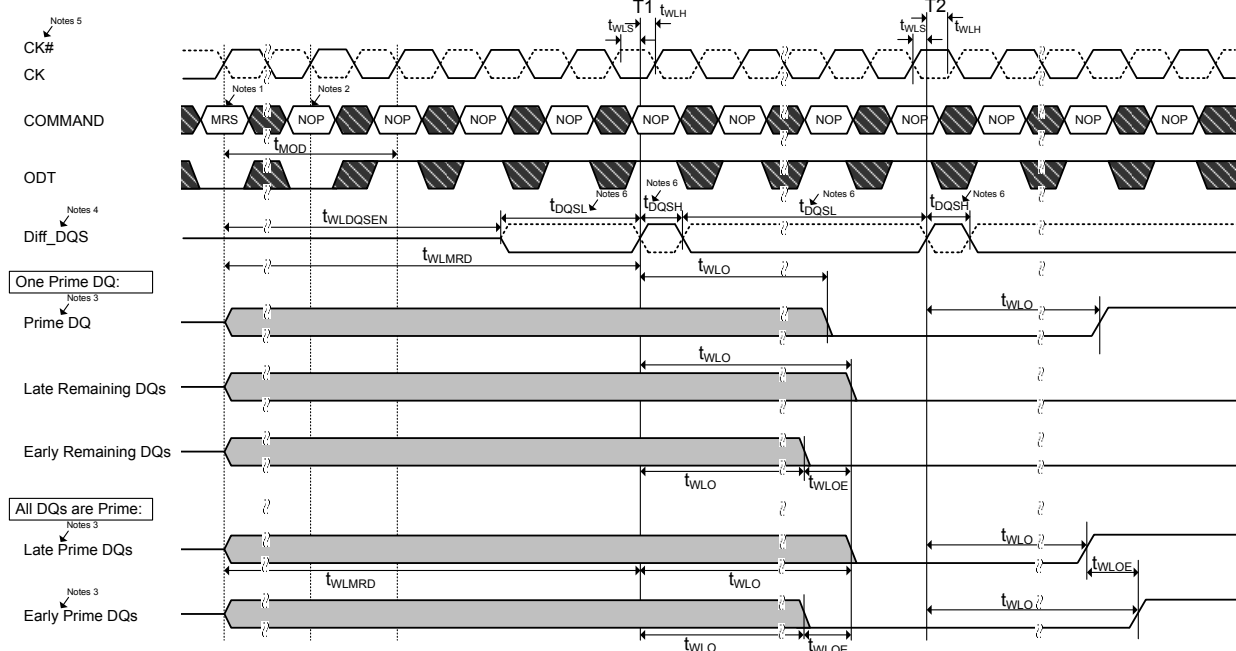 T1 T2
tWLS tWLH tWLS tWLH
Notes 5
CK#
CK
Notes 1 Notes 2
COMMAND MRS NOP NOP NOP NOP NOP NOP NOP NOP NOP NOP NOP
tMOD
ODT
Notes 6 Notes 6 Notes 6 Notes 6
tDQSL tDQSH tDQSL tDQSH
Notes 4
tWLDQSEN
Diff_DQS
tWLMRD
tWLO
One Prime DQ:
Notes 3
tWLO
Prime DQ
tWLO
Late Remaining DQs
Early Remaining DQs
tWLO tWLOE
All DQs are Prime:
Notes 3
tWLO
Late Prime DQs
tWLOE
tWLMRD tWLO
Notes 3
tWLO
Early Prime DQs
tWLO tWLOE